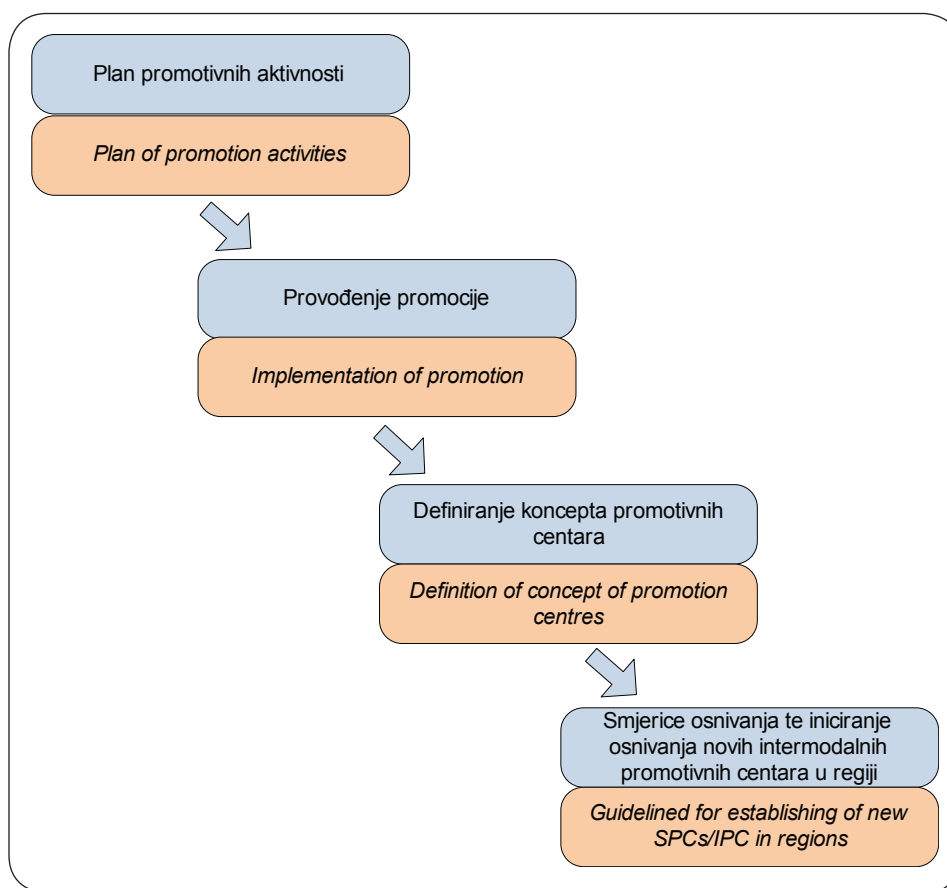 Plan promotivnih aktivnosti
Plan of promotion activities
Provođenje promocije
Implementation of promotion
Definiranje koncepta promotivnih
centara
Definition of concept of promotion
centres
Smjerice osnivanja te iniciranje
osnivanja novih intermodalnih
promotivnih centara u regiji
Guidelined for establishing of new
SPCs/IPC in regions